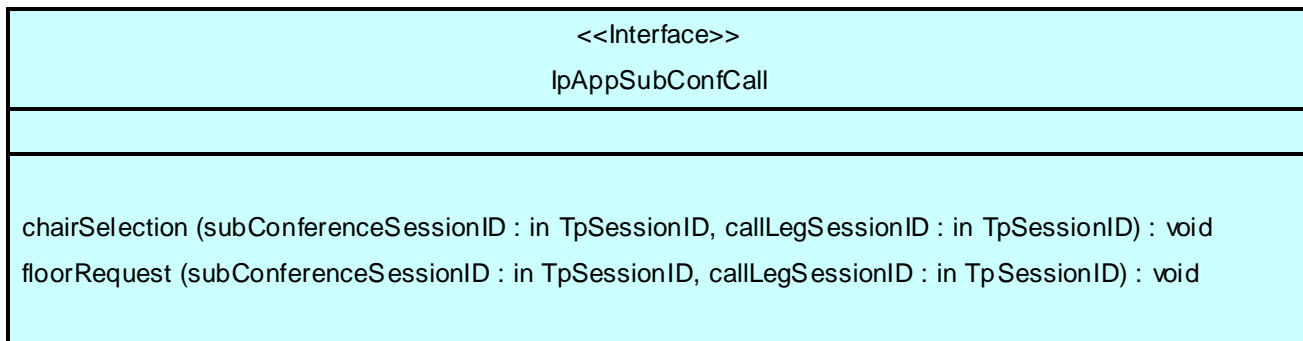 <<Interface>>
IpAppSubConfCall
chairSelection (subConferenceSessionID : in TpSessionID, callLegSessionID : in TpSessionID) : void
floorRequest (subConferenceSessionID : in TpSessionID, callLegSessionID : in TpSessionID) : void